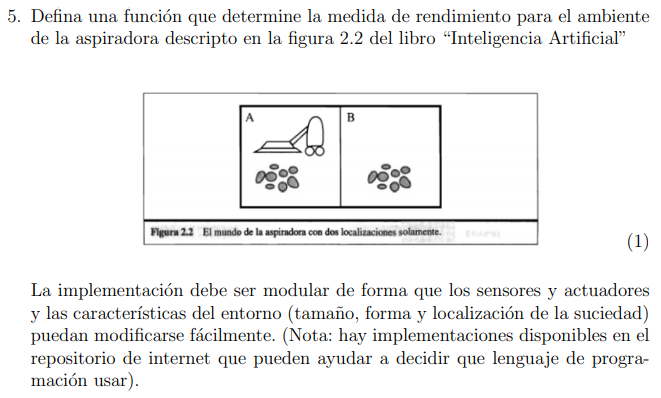 5. Defina una función que determine la medida de rendimiento para el ambiente
de la aspiradora descripto en la figura 2.2 del libro “Inteligencia Artificial”
A
B
Figura 2.2 El mundo de la aspiradora con dos localizaciones solamente.
(1)
La implementación debe ser modular de forma que los sensores y actuadores
y las características del entorno (tamaño, forma y localización de la suciedad)
puedan modificarse fácilmente. (Nota: hay implementaciones disponibles en el
repositorio de internet que pueden ayudar a decidir que lenguaje de progra-
mación usar).